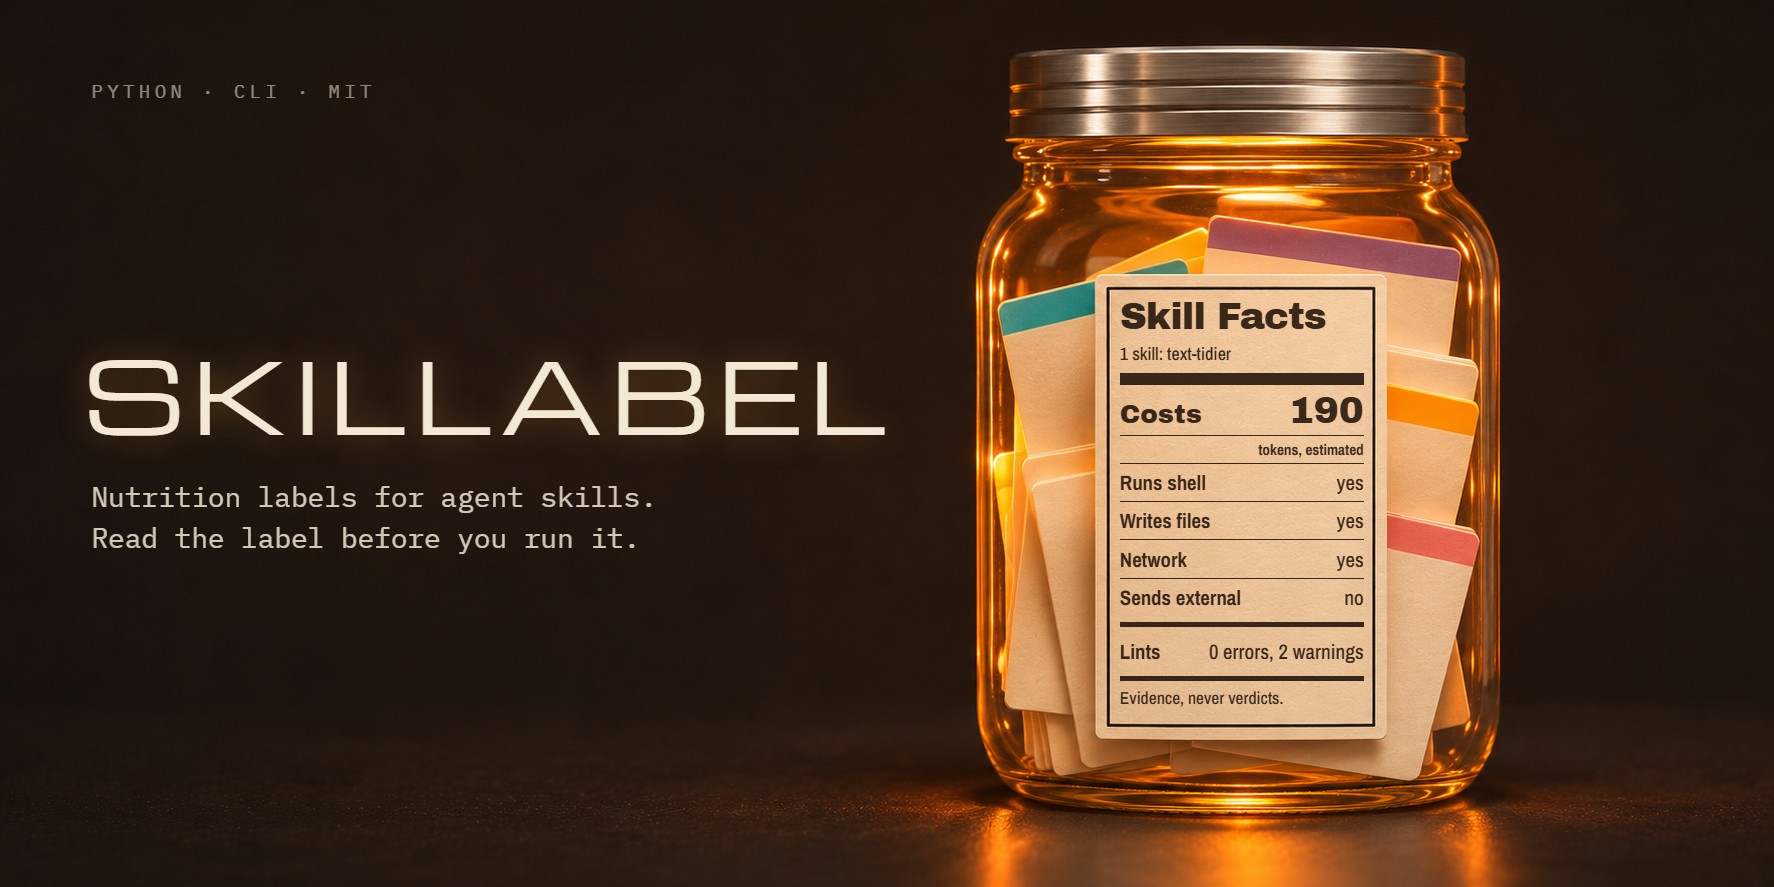 PYTHON · CLI · MIT
SKILLABEL
Nutrition labels for agent skills.
Read the label before you run it.
Skill Facts
1 skill: text-tidier
Costs 190
tokens, estimated
Runs shell yes
Writes files yes
Network yes
Sends external no
Lints 0 errors, 2 warnings
Evidence, never verdicts.